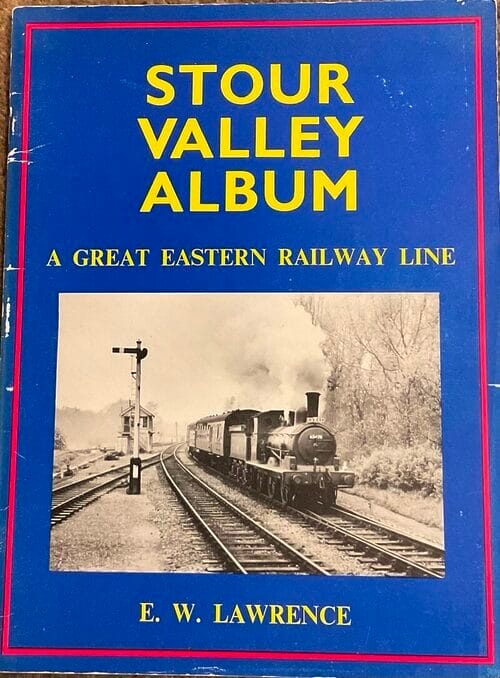 STOUR
VALLEY
ALBUM
A GREAT EASTERN RAILWAY LINE
E. W. LAWRENCE